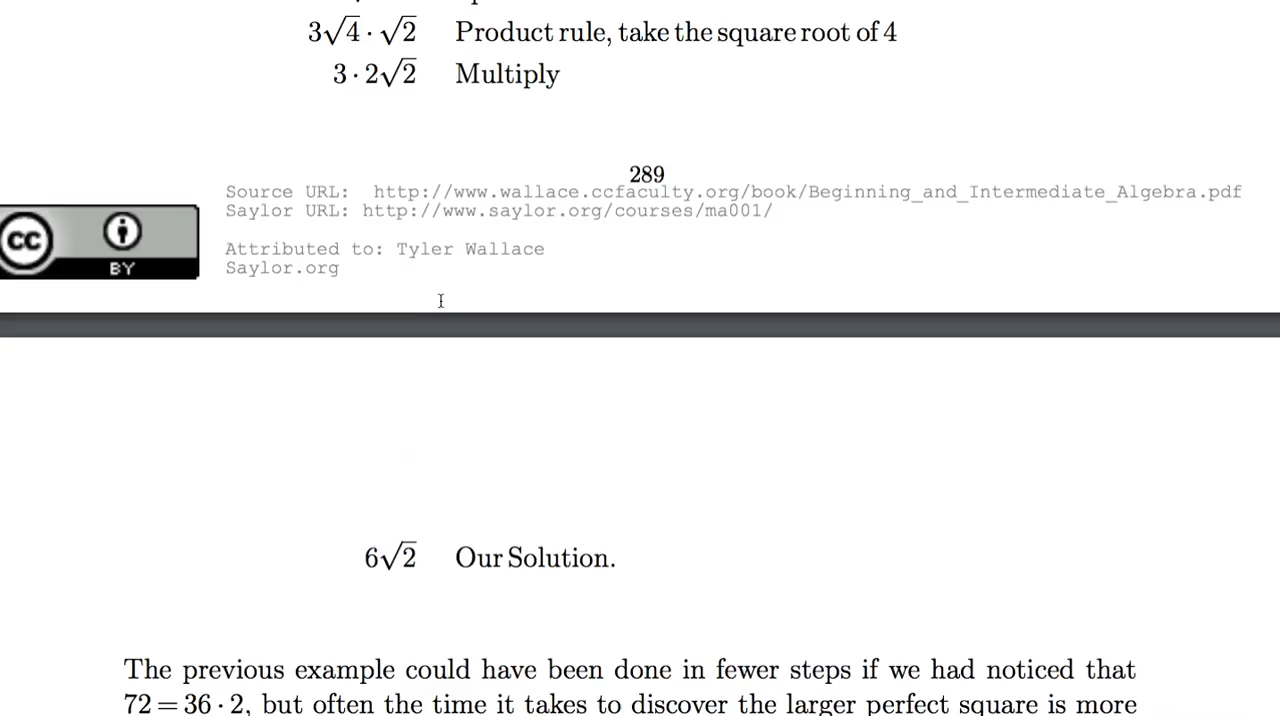 3√4 · √2 Product rule, take the square root of 4
3 · 2√2 Multiply
289
Source URL: http://www.wallace.ccfaculty.org/book/Beginning_and_Intermediate_Algebra.pdf
Saylor URL: http://www.saylor.org/courses/ma001/
cc
BY
Attributed to: Tyler Wallace
Saylor.org
6√2 Our Solution.
The previous example could have been done in fewer steps if we had noticed that
72 = 36 · 2, but often the time it takes to discover the larger perfect square is more